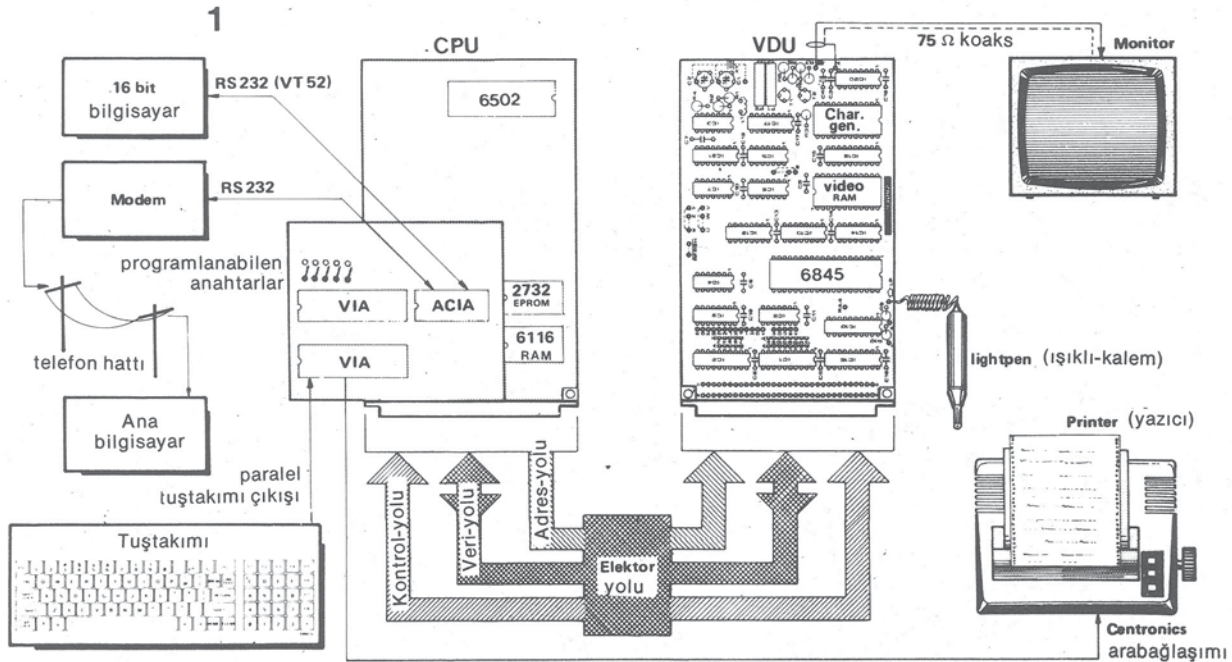 1
CPU
VDU
75 Ω koaks
Monitor
16 bit
bilgisayar
RS 232 (VT 52)
6502
Char.
gen.
Modem
RS 232
video
RAM
programlanabilen
anahtarlar
VIA
ACIA
2732
EPROM
6845
VIA
6116
RAM
telefon hattı
lightpen (ışıklı-kalem)
Ana
bilgisayar
Printer (yazıcı)
paralel
tuştakımı çıkışı
Kontrol-yolu
Veri-yolu
Adres-yolu
Elektor
yolu
Tuştakımı
Centronics
arabağlaşımı